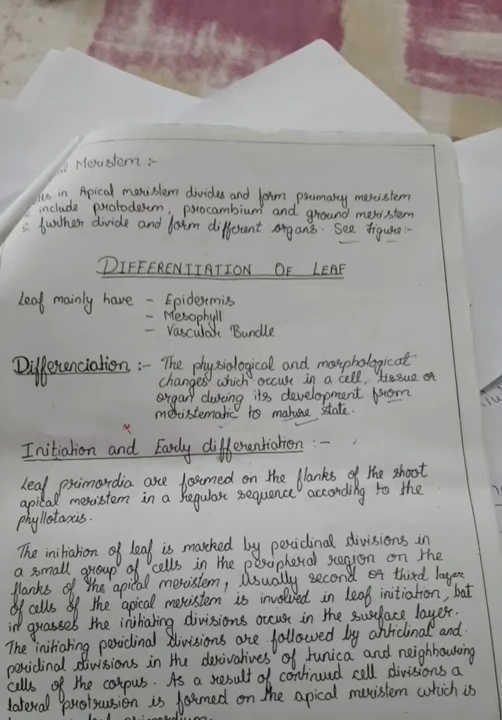 Meristem :-
in Apical meristem divides and form primary meristem
include protoderm, procambium and ground meristem
further divide and form different organs. See figure:-
DIFFERENTIATION OF LEAF
Leaf mainly have - Epidermis
- Mesophyll
- Vascular Bundle
Differenciation :- The physiological and morphological
changes which occur in a cell, tissue or
organ during its development from
meristematic to mature state.
Initiation and Early differentiation :-
Leaf primordia are formed on the flanks of the shoot
apical meristem in a regular sequence according to the
phyllotaxis.
The initiation of leaf is marked by periclinal divisions in
a small group of cells in the peripheral region on the
flanks of the apical meristem, usually second or third layer
of cells of the apical meristem is involved in leaf initiation, but
in grasses the initiating divisions occur in the surface layer.
The initiating periclinal divisions are followed by anticlinal and
periclinal divisions in the derivatives of tunica and neighbouring
cells of the corpus. As a result of continued cell divisions a
lateral protrusion is formed on the apical meristem which is